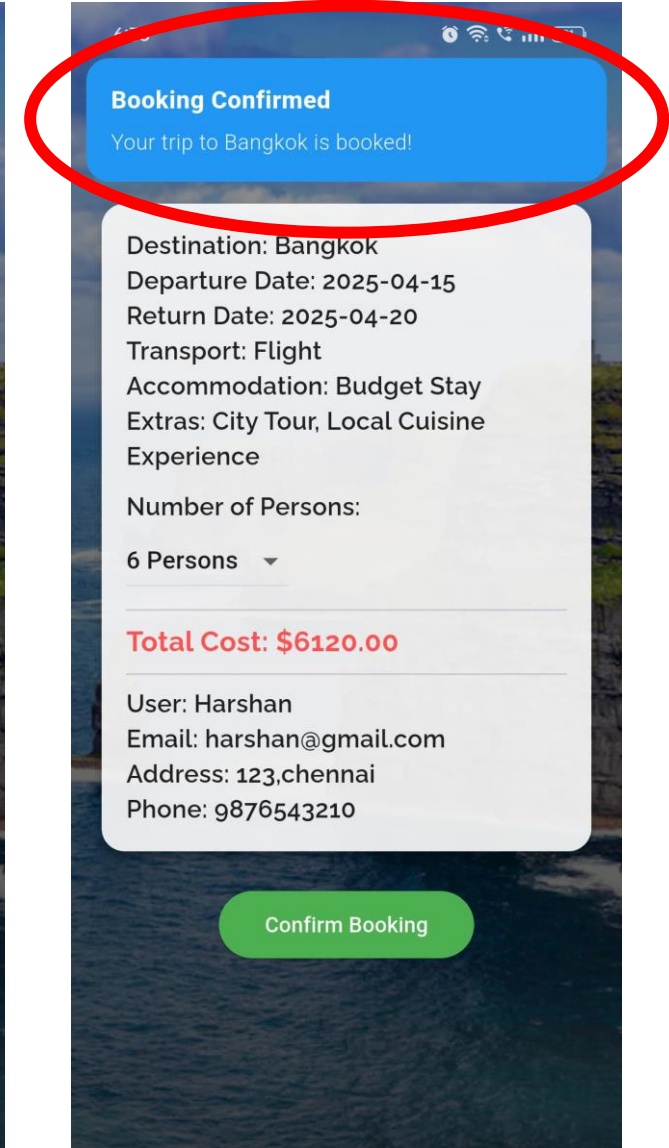 Booking Confirmed
Your trip to Bangkok is booked!
Destination: Bangkok
Departure Date: 2025-04-15
Return Date: 2025-04-20
Transport: Flight
Accommodation: Budget Stay
Extras: City Tour, Local Cuisine
Experience
Number of Persons:
6 Persons
Total Cost: $6120.00
User: Harshan
Email: harshan@gmail.com
Address: 123,chennai
Phone: 9876543210
Confirm Booking